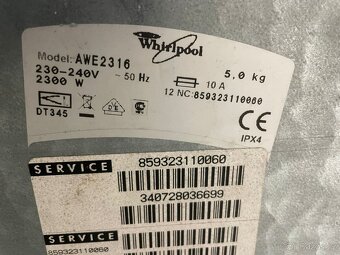 Whirlpool
Model: AWE2316
230-240V ~ 50 Hz 10 A 5,0 kg
2300 W 12 NC:859323110060
DT345 IPX4
SERVICE 859323110060
340728036699
SERVICE
859323110060